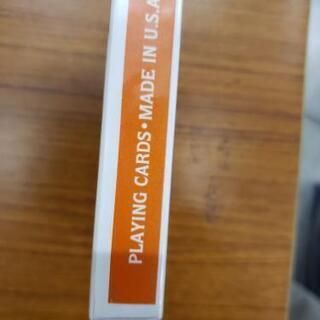 PLAYING CARDS • MADE IN U.S.A